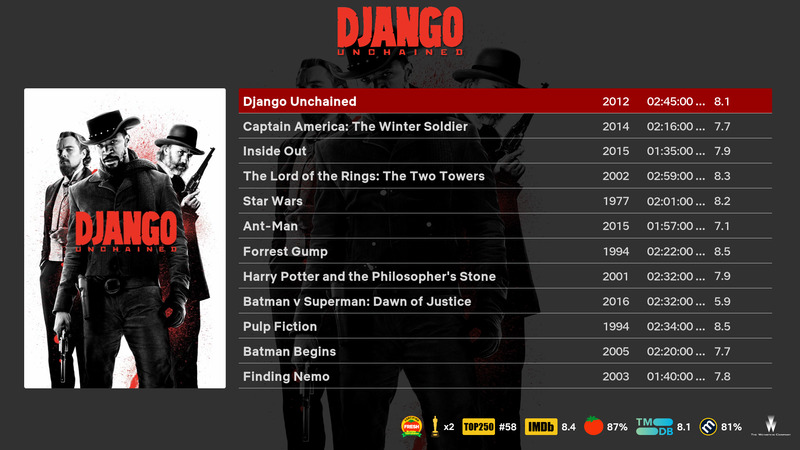 DJANGO
UNCHAINED
DJANGO
UNCHAINED
Django Unchained 2012 02:45:00 ... 8.1
Captain America: The Winter Soldier 2014 02:16:00 ... 7.7
Inside Out 2015 01:35:00 ... 7.9
The Lord of the Rings: The Two Towers 2002 02:59:00 ... 8.3
Star Wars 1977 02:01:00 ... 8.2
Ant-Man 2015 01:57:00 ... 7.1
Forrest Gump 1994 02:22:00 ... 8.5
Harry Potter and the Philosopher's Stone 2001 02:32:00 ... 7.9
Batman v Superman: Dawn of Justice 2016 02:32:00 ... 5.9
Pulp Fiction 1994 02:34:00 ... 8.5
Batman Begins 2005 02:20:00 ... 7.7
Finding Nemo 2003 01:40:00 ... 7.8
FRESH x2 TOP250 #58 IMDb 8.4 87% TMDB 8.1 81%